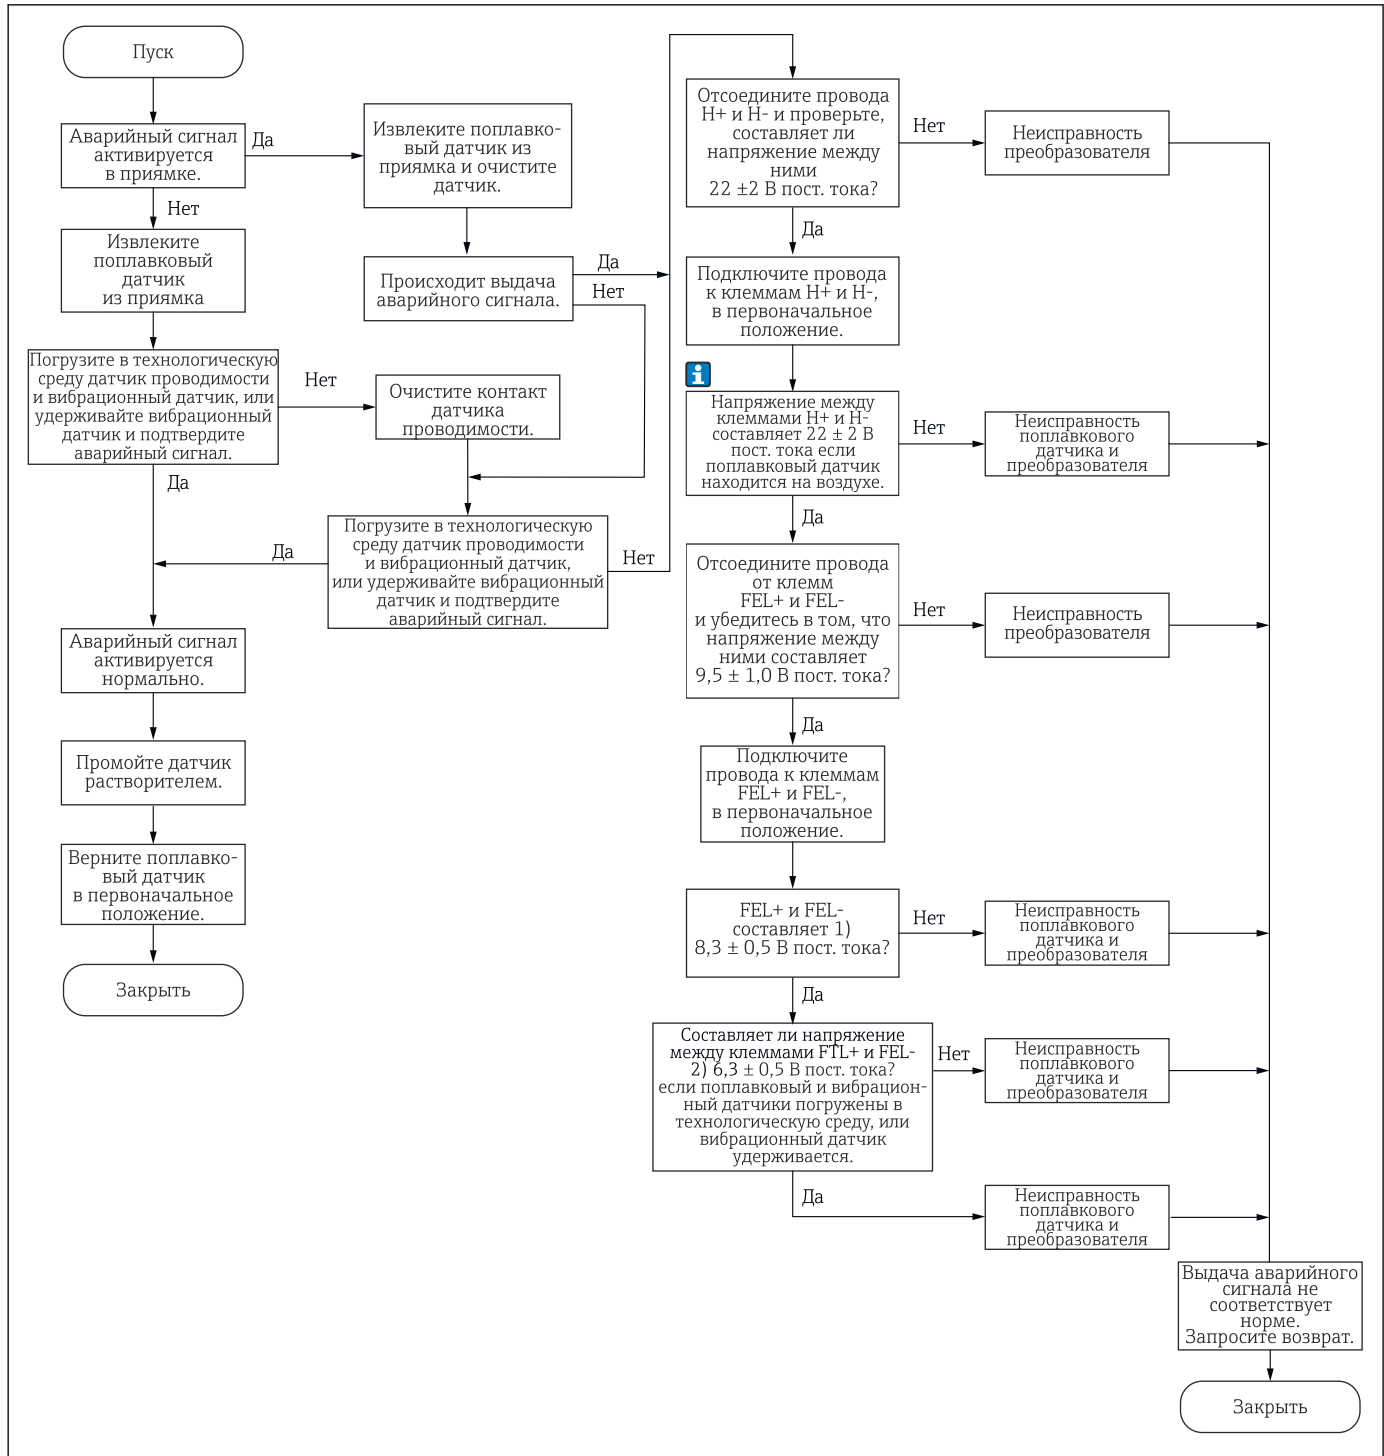 Пуск
Аварийный сигнал
активируется
в приямке.
Да
Нет
Извлеките поплавко-
вый датчик из
приямка и очистите
датчик.
Происходит выдача
аварийного сигнала.
Да
Нет
Извлеките
поплавковый
датчик
из приямка
Погрузите в технологическую
среду датчик проводимости
и вибрационный датчик, или
удерживайте вибрационный
датчик и подтвердите
аварийный сигнал.
Нет
Да
Очистите контакт
датчика
проводимости.
Погрузите в технологическую
среду датчик проводимости
и вибрационный датчик,
или удерживайте вибрационный
датчик и подтвердите
аварийный сигнал.
Да
Нет
Аварийный сигнал
активируется
нормально.
Промойте датчик
растворителем.
Верните поплавко-
вый датчик
в первоначальное
положение.
Закрыть
Отсоедините провода
H+ и H- и проверьте,
составляет ли
напряжение между
ними
22 ±2 В пост. тока?
Нет
Неисправность
преобразователя
Да
Подключите провода
к клеммам H+ и H-,
в первоначальное
положение.
i
Напряжение между
клеммами H+ и H-
составляет 22 ± 2 В
пост. тока если
поплавковый датчик
находится на воздухе.
Нет
Неисправность
поплавкового
датчика и
преобразователя
Да
Отсоедините провода
от клемм
FEL+ и FEL-
и убедитесь в том, что
напряжение между
ними составляет
9,5 ± 1,0 В пост. тока?
Нет
Неисправность
преобразователя
Да
Подключите
провода к клеммам
FEL+ и FEL-,
в первоначальное
положение.
FEL+ и FEL-
составляет 1)
8,3 ± 0,5 В пост. тока?
Нет
Неисправность
поплавкового
датчика и
преобразователя
Да
Составляет ли напряжение
между клеммами FTL+ и FEL-
2) 6,3 ± 0,5 В пост. тока?
если поплавковый и вибрацион-
ный датчики погружены в
технологическую среду, или
вибрационный датчик
удерживается.
Нет
Неисправность
поплавкового
датчика и
преобразователя
Да
Неисправность
поплавкового
датчика и
преобразователя
Выдача аварийного
сигнала не
соответствует
норме.
Запросите возврат.
Закрыть